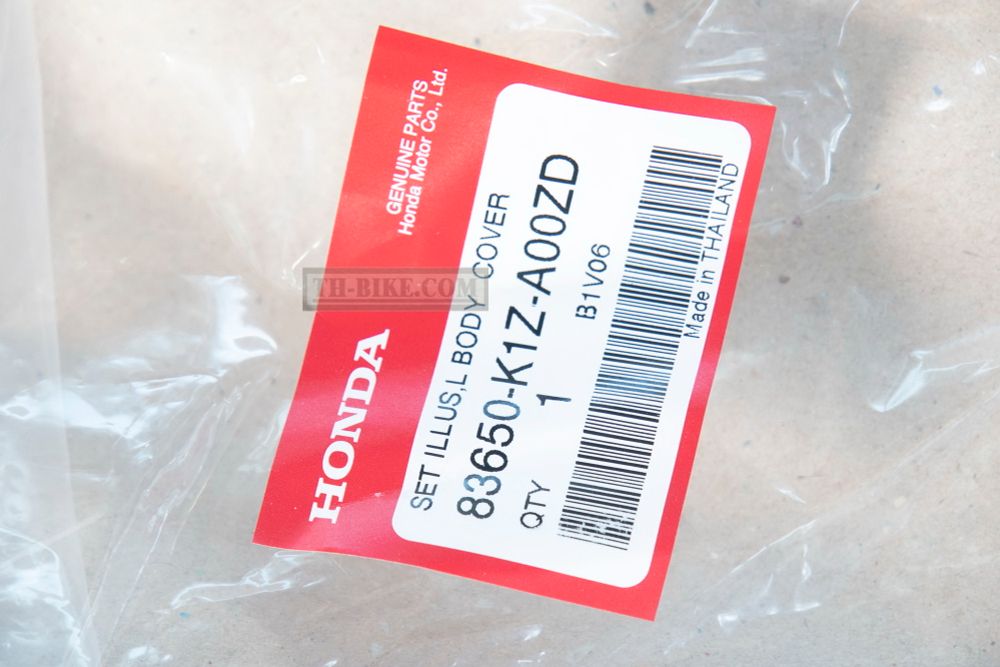 GENUINE PARTS
Honda Motor Co., Ltd.
HONDA
SET ILLUS,L BODY COVER
83650-K1Z-A00ZD
QTY 1 B1V06
Made in THAILAND
TH-BIKE.COM